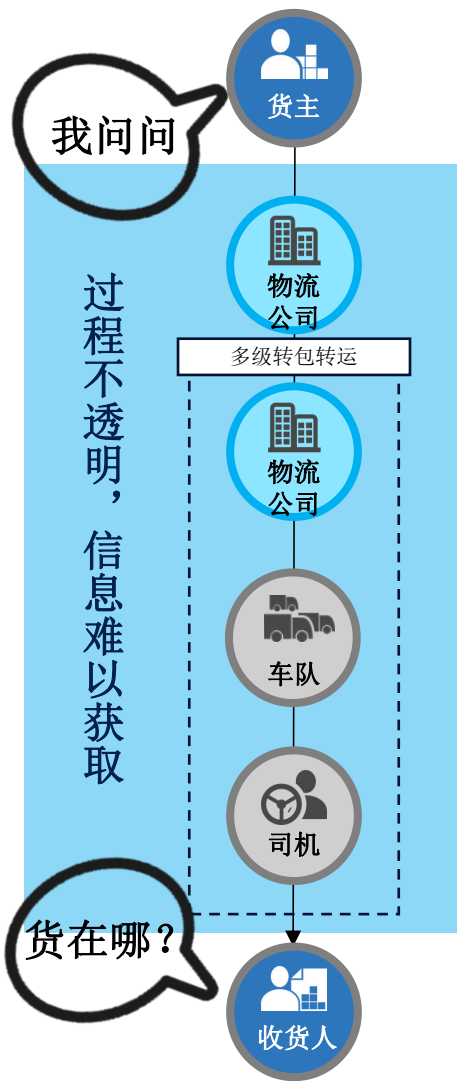 货主
我问问
物流
公司
多级转包转运
过程不透明，信息难以获取
物流
公司
车队
司机
货在哪？
收货人